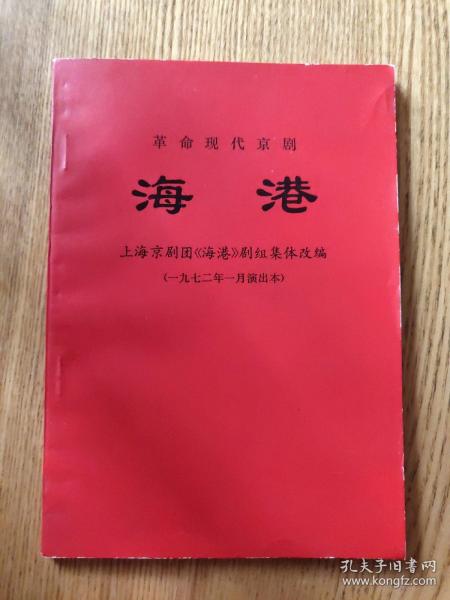 革命现代京剧
海港
上海京剧团《海港》剧组集体改编
(一九七二年一月演出本)
孔夫子旧书网
www.kongfz.com